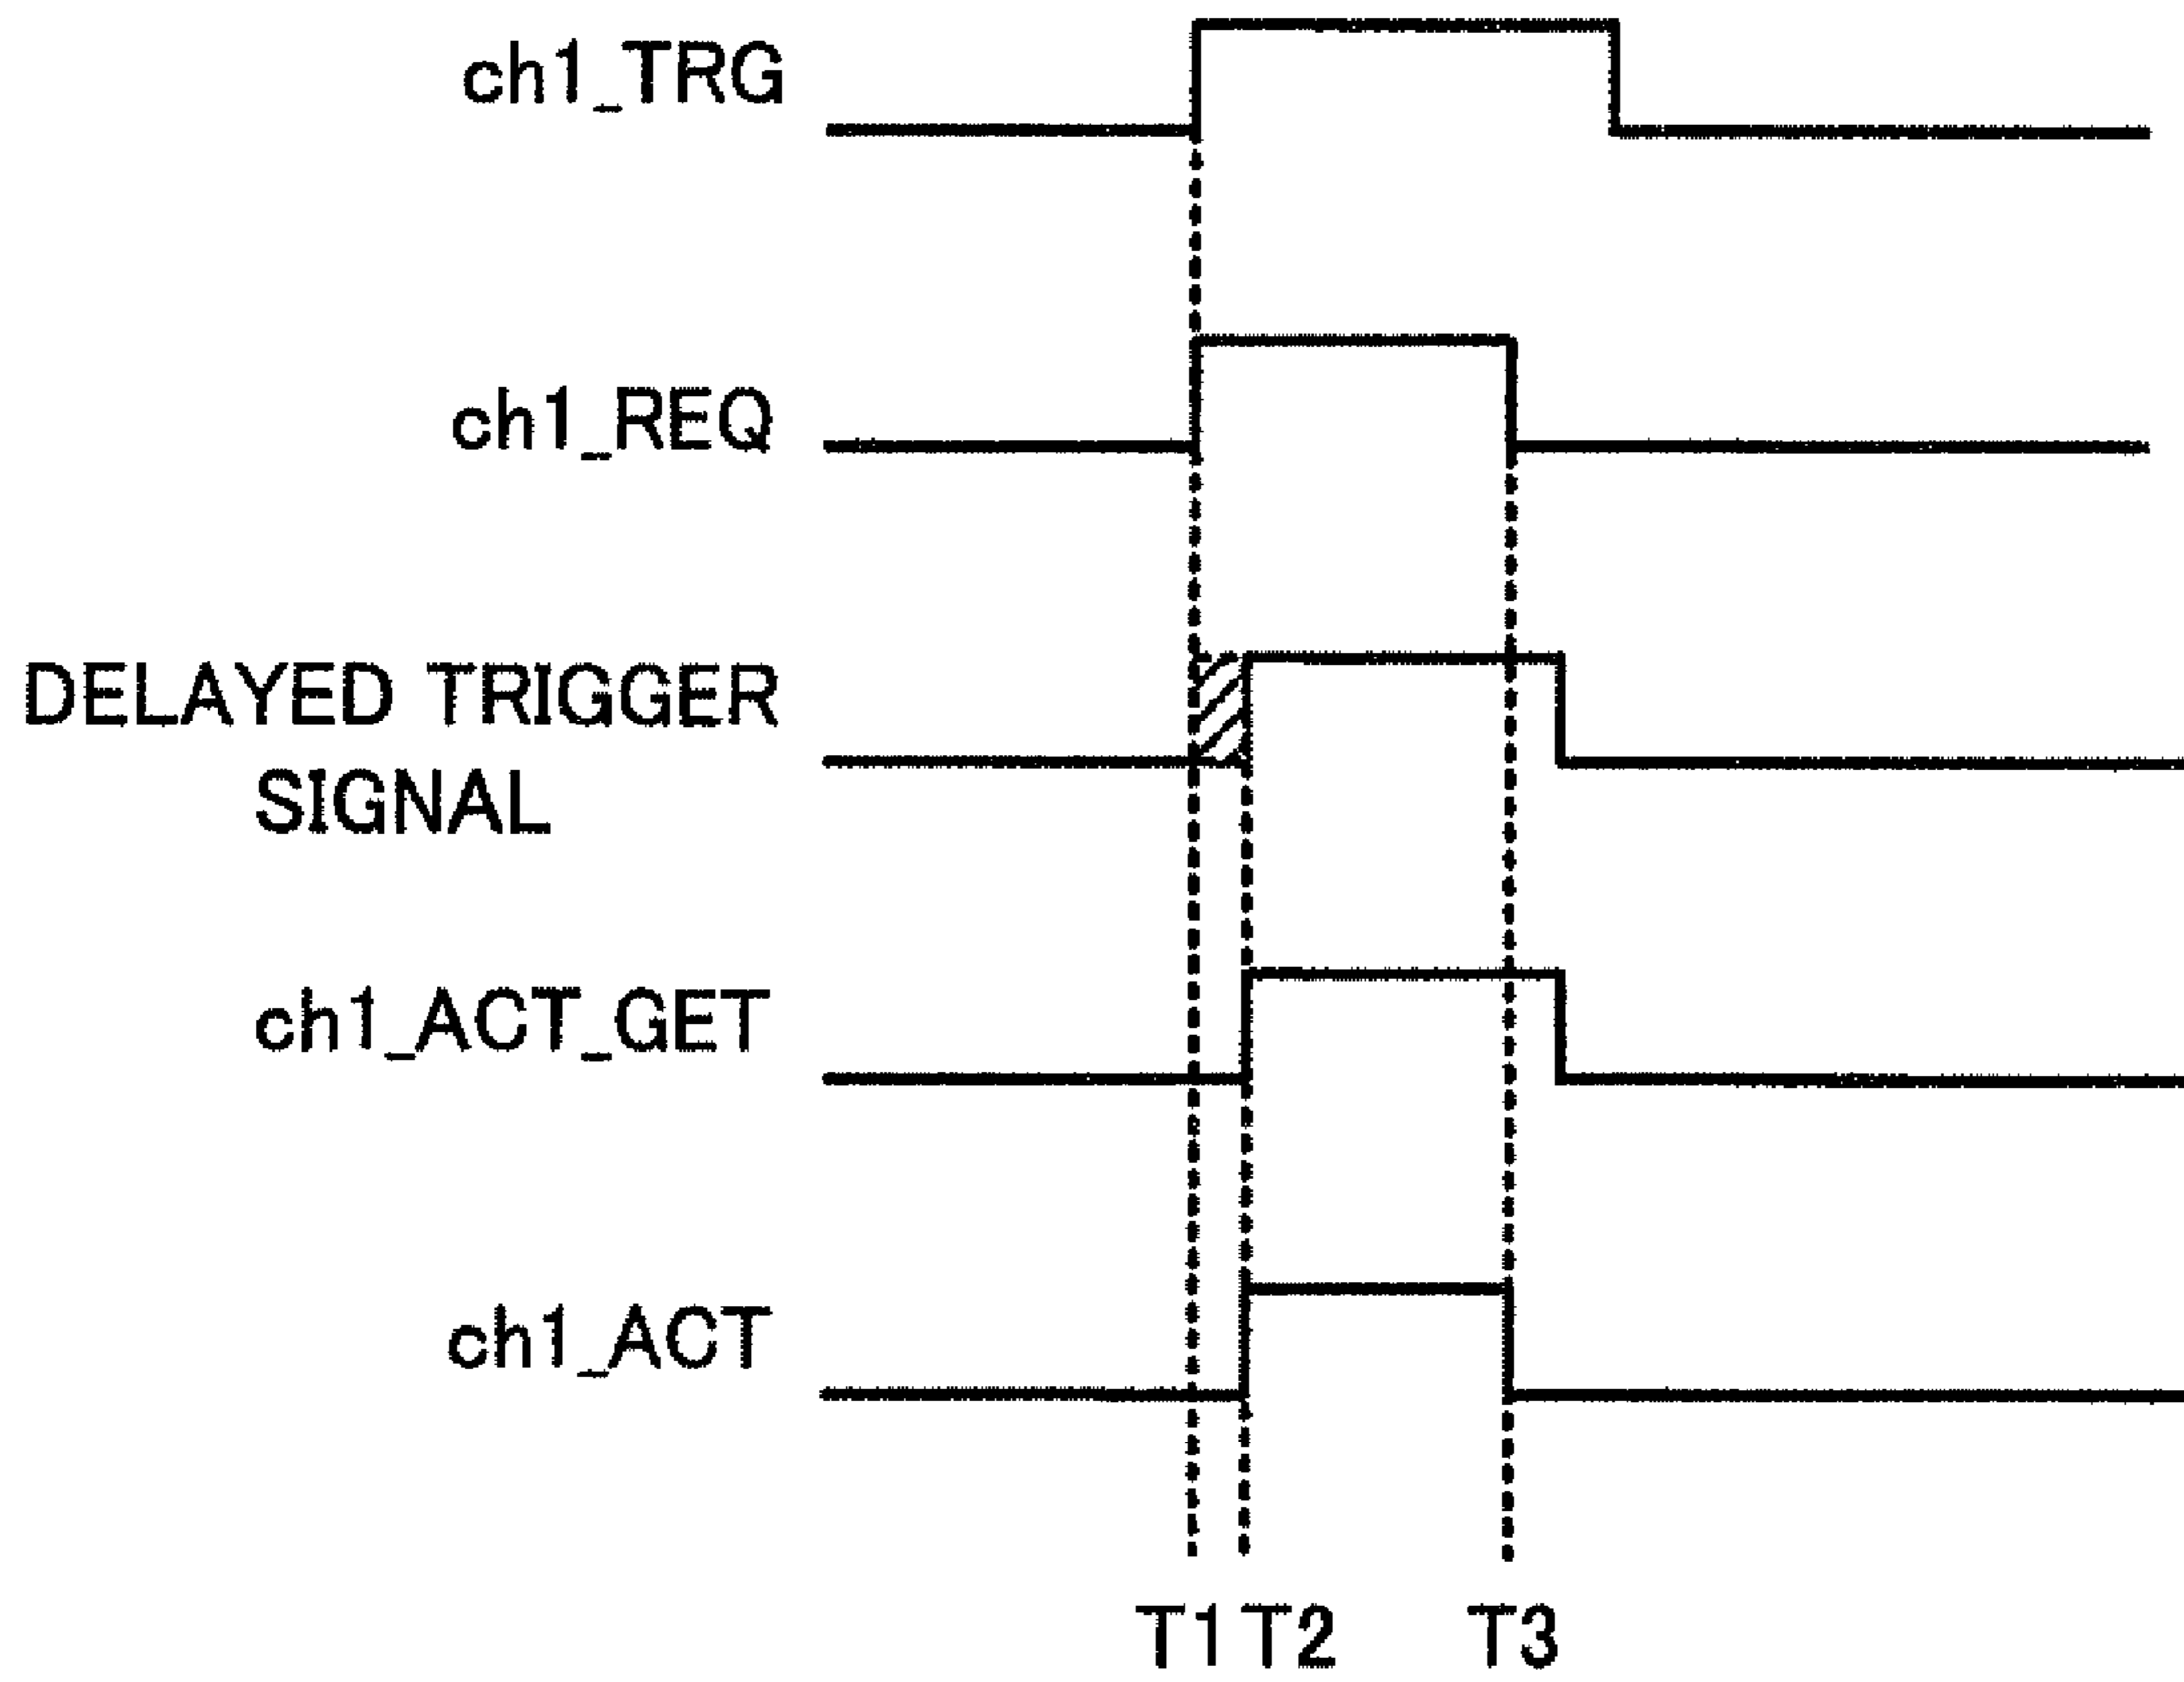 ch1_TRG
ch1_REQ
DELAYED TRIGGER
SIGNAL
ch1_ACT_GET
ch1_ACT
T1 T2 T3